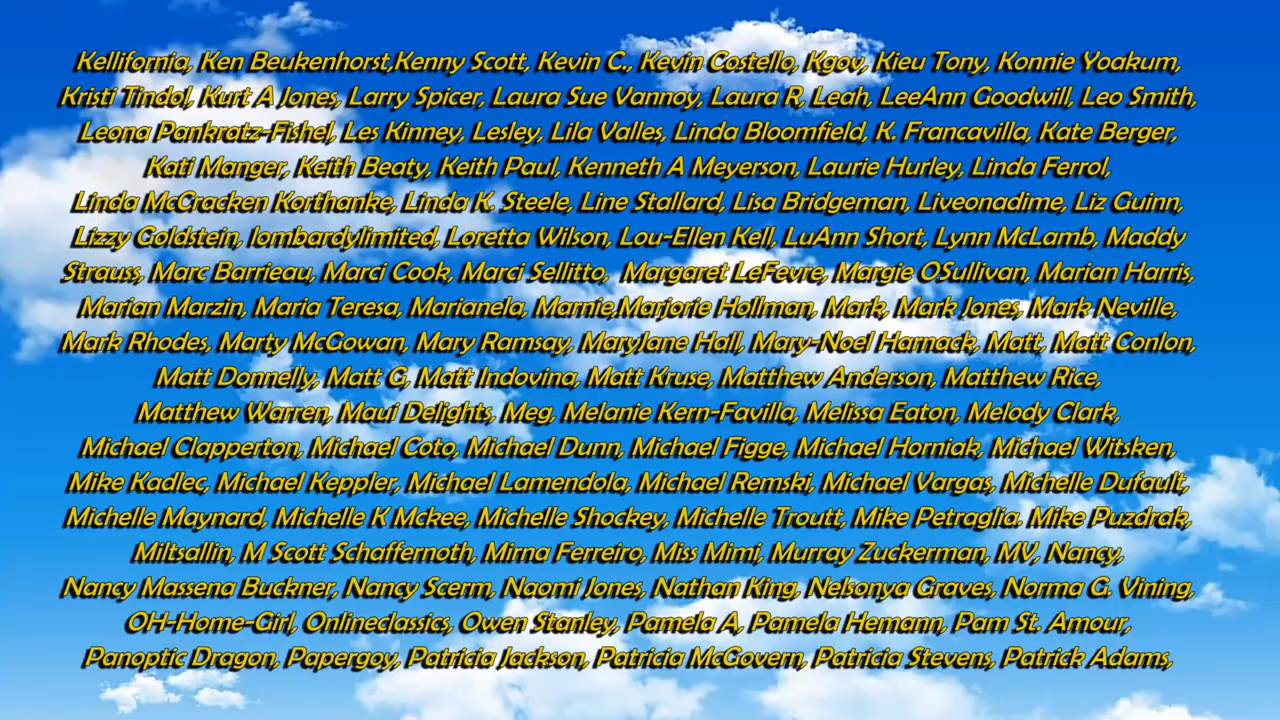 Kellifornia, Ken Beukenhorst,Kenny Scott, Kevin C., Kevin Costello, Kgov, Kieu Tony, Konnie Yoakum,
Kristi Tindol, Kurt A Jones, Larry Spicer, Laura Sue Vannoy, Laura R, Leah, LeeAnn Goodwill, Leo Smith,
Leona Pankratz-Fishel, Les Kinney, Lesley, Lila Valles, Linda Bloomfield, K. Francavilla, Kate Berger,
Kati Manger, Keith Beaty, Keith Paul, Kenneth A Meyerson, Laurie Hurley, Linda Ferrol,
Linda McCracken Korthanke, Linda K. Steele, Line Stallard, Lisa Bridgeman, Liveonadime, Liz Guinn,
Lizzy Goldstein, lombardylimited, Loretta Wilson, Lou-Ellen Kell, LuAnn Short, Lynn McLamb, Maddy
Strauss, Marc Barrieau, Marci Cook, Marci Sellitto, Margaret LeFevre, Margie OSullivan, Marian Harris,
Marian Marzin, Maria Teresa, Marianela, Marnie,Marjorie Hollman, Mark, Mark Jones, Mark Neville,
Mark Rhodes, Marty McGowan, Mary Ramsay, MaryJane Hall, Mary-Noel Harnack, Matt, Matt Conlon,
Matt Donnelly, Matt G, Matt Indovina, Matt Kruse, Matthew Anderson, Matthew Rice,
Matthew Warren, Maui Delights, Meg, Melanie Kern-Favilla, Melissa Eaton, Melody Clark,
Michael Clapperton, Michael Coto, Michael Dunn, Michael Figge, Michael Horniak, Michael Witsken,
Mike Kadlec, Michael Keppler, Michael Lamendola, Michael Remski, Michael Vargas, Michelle Dufault,
Michelle Maynard, Michelle K Mckee, Michelle Shockey, Michelle Troutt, Mike Petraglia. Mike Puzdrak,
Miltsallin, M Scott Schaffernoth, Mirna Ferreiro, Miss Mimi, Murray Zuckerman, MV, Nancy,
Nancy Massena Buckner, Nancy Scerm, Naomi Jones, Nathan King, Nelsonya Graves, Norma G. Vining,
OH-Home-Girl, Onlineclassics, Owen Stanley, Pamela A, Pamela Hemann, Pam St. Amour,
Panoptic Dragon, Papergoy, Patricia Jackson, Patricia McGovern, Patricia Stevens, Patrick Adams,